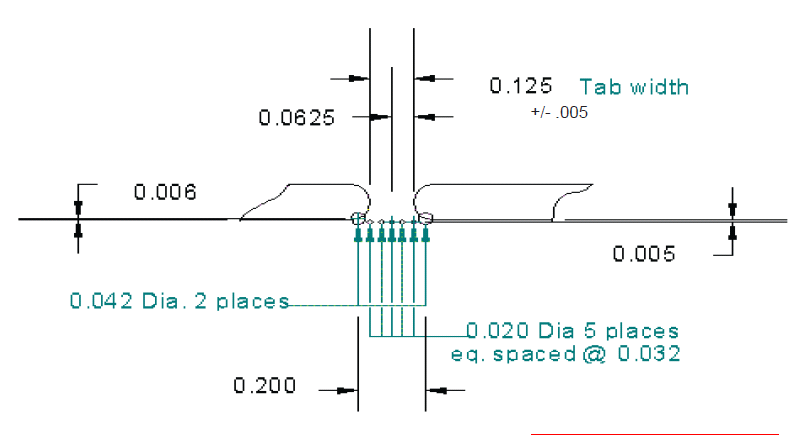 0.125 Tab width
+/- .005
0.0625
0.006
0.005
0.042 Dia. 2 places
0.020 Dia 5 places
eq. spaced @ 0.032
0.200